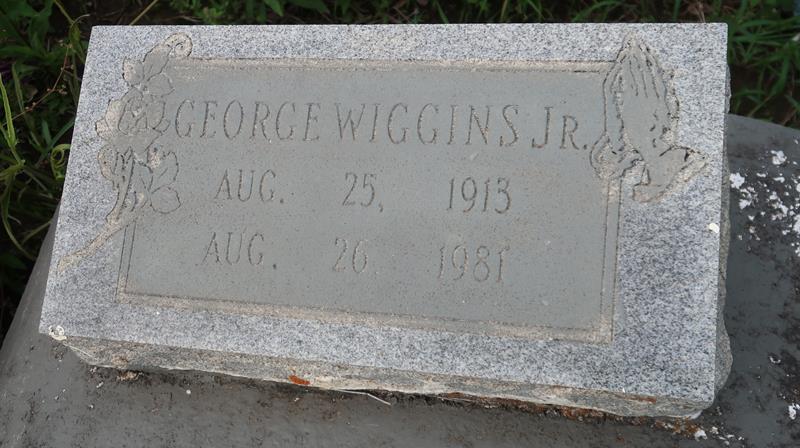 GEORGE WIGGINS JR.
AUG. 25, 1913
AUG. 26 1981